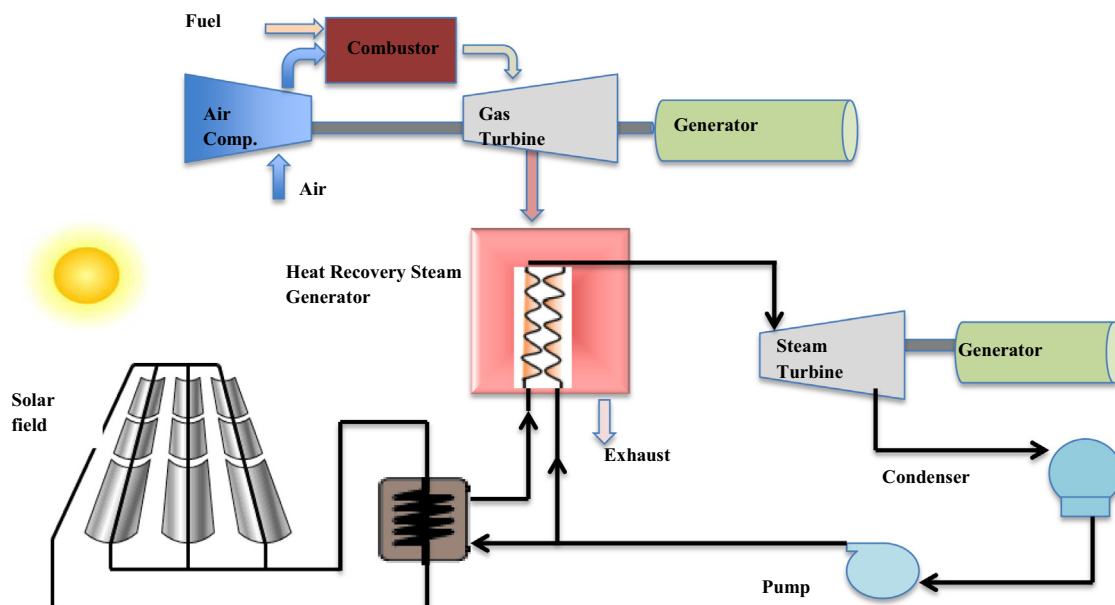 Fuel
Combustor
Air
Comp.
Gas
Turbine
Generator
Air
Heat Recovery Steam
Generator
Steam
Turbine
Generator
Solar
field
Exhaust
Condenser
Pump